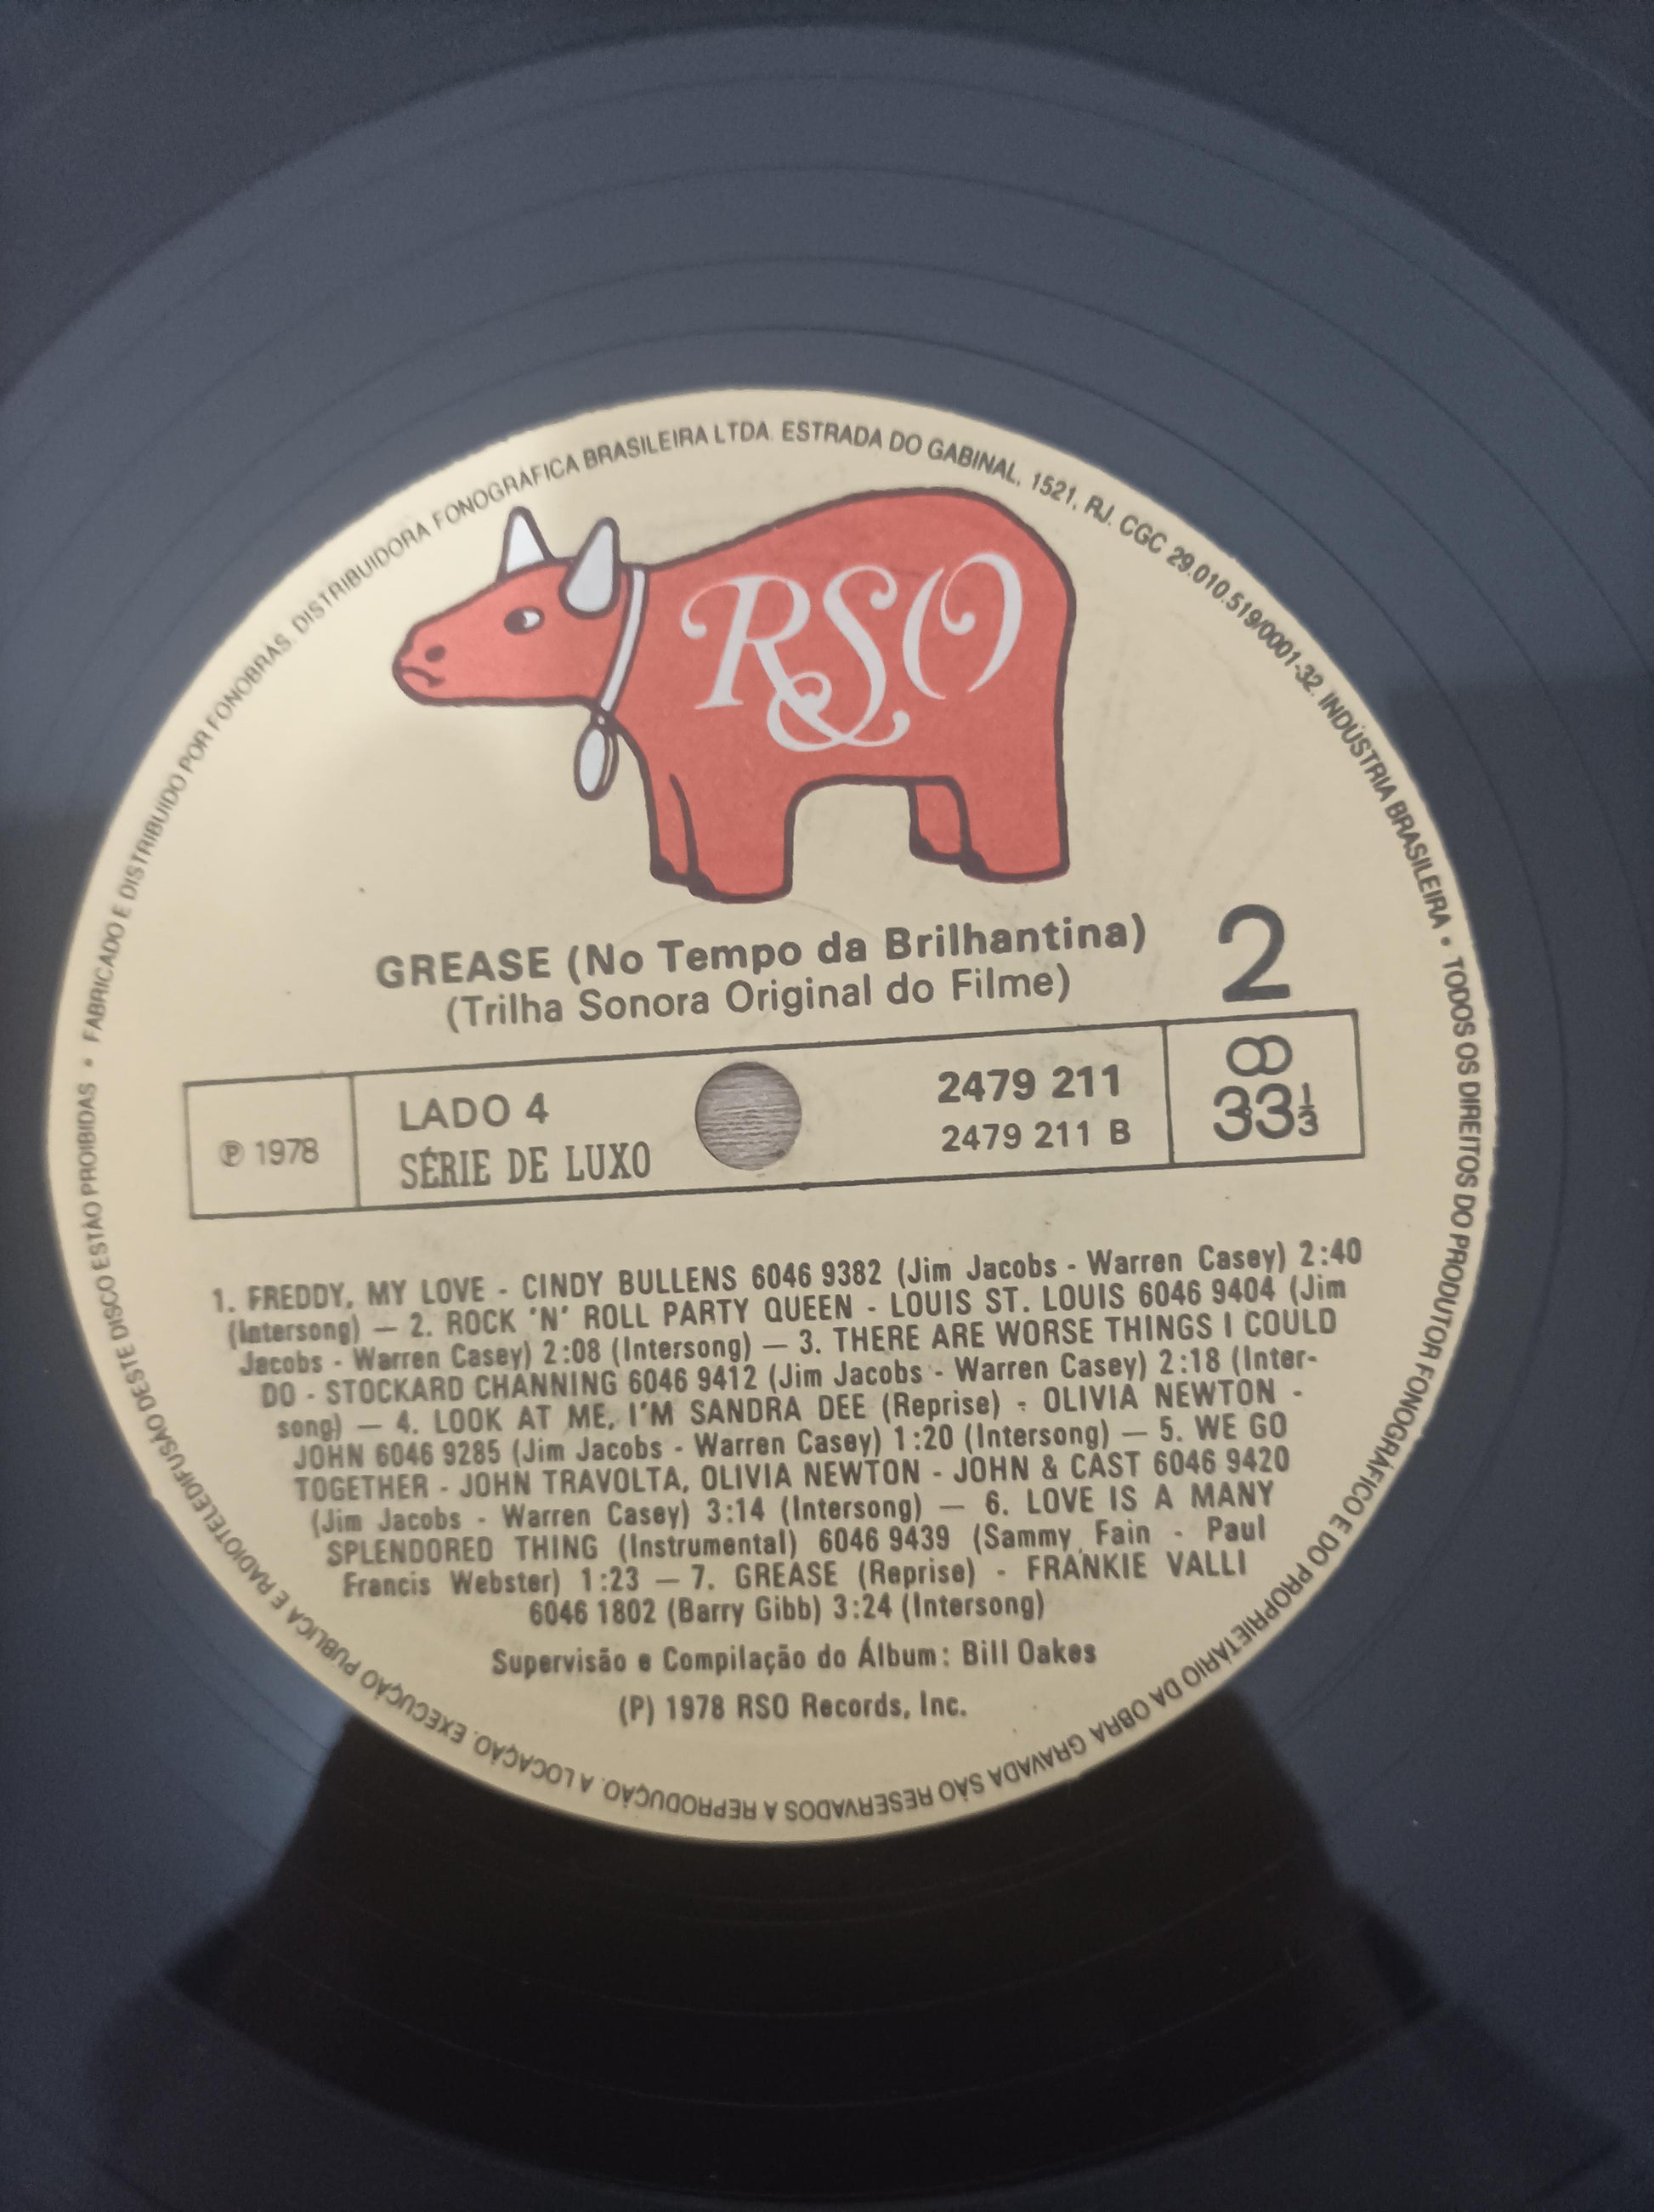 FABRICADO E DISTRIBUIDO POR FONOBRÁS. DISTRIBUIDORA FONOGRÁFICA BRASILEIRA LTDA. ESTRADA DO GABINAL, 1521, RJ. CGC 29.010.519/0001-32. INDÚSTRIA BRASILEIRA • TODOS OS DIREITOS DO PRODUTOR FONOGRÁFICO E DO PROPRIETÁRIO DA OBRA GRAVADA SÃO RESERVADOS A REPRODUÇÃO. A LOCAÇÃO. EXECUÇÃO PUBLICA E RADIOTELEDIFUSÃO DESTE DISCO ESTÃO PROIBIDAS •
RSO
GREASE (No Tempo da Brilhantina)
(Trilha Sonora Original do Filme)
2
℗ 1978
LADO 4
SÉRIE DE LUXO
2479 211
2479 211 B
33⅓
1. FREDDY, MY LOVE - CINDY BULLENS 6046 9382 (Jim Jacobs - Warren Casey) 2:40
(Intersong) — 2. ROCK 'N' ROLL PARTY QUEEN - LOUIS ST. LOUIS 6046 9404 (Jim
Jacobs - Warren Casey) 2:08 (Intersong) — 3. THERE ARE WORSE THINGS I COULD
DO - STOCKARD CHANNING 6046 9412 (Jim Jacobs - Warren Casey) 2:18 (Inter-
song) — 4. LOOK AT ME, I'M SANDRA DEE (Reprise) - OLIVIA NEWTON -
JOHN 6046 9285 (Jim Jacobs - Warren Casey) 1:20 (Intersong) — 5. WE GO
TOGETHER - JOHN TRAVOLTA, OLIVIA NEWTON - JOHN & CAST 6046 9420
(Jim Jacobs - Warren Casey) 3:14 (Intersong) — 6. LOVE IS A MANY
SPLENDORED THING (Instrumental) 6046 9439 (Sammy Fain - Paul
Francis Webster) 1:23 — 7. GREASE (Reprise) - FRANKIE VALLI
6046 1802 (Barry Gibb) 3:24 (Intersong)
Supervisão e Compilação do Álbum: Bill Oakes
(P) 1978 RSO Records, Inc.